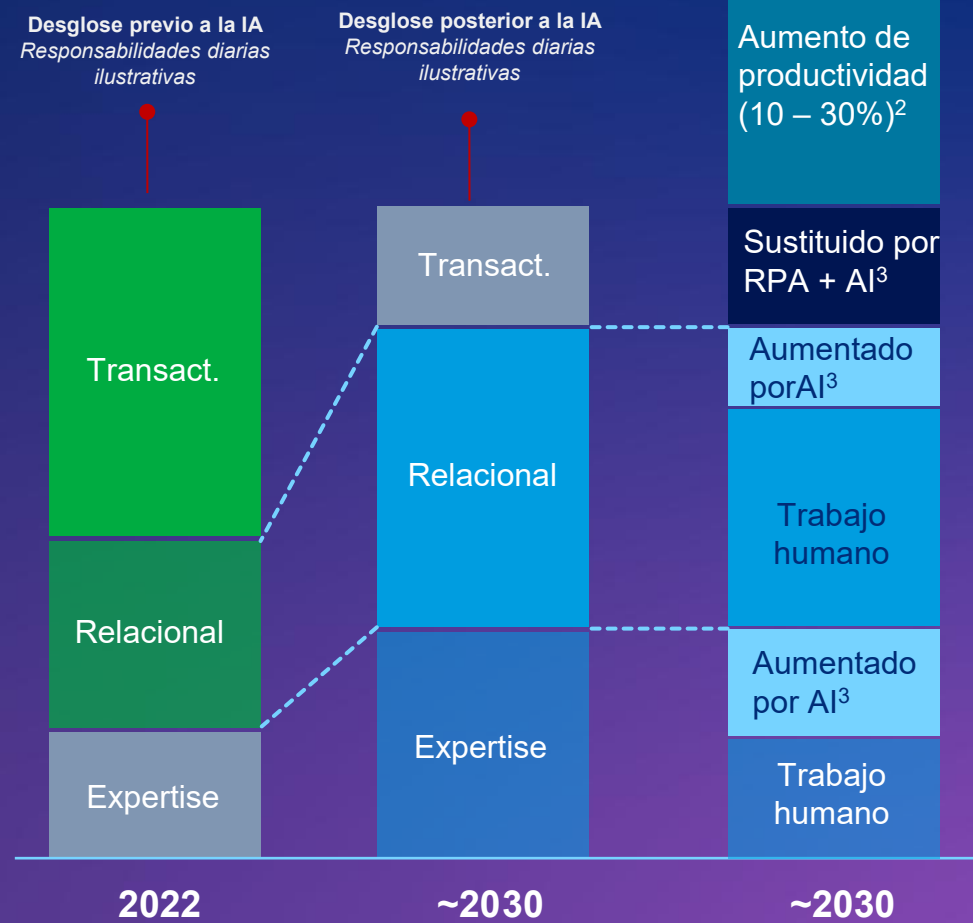 Desglose previo a la IA
Responsabilidades diarias
ilustrativas
Desglose posterior a la IA
Responsabilidades diarias
ilustrativas
Transact.
Relacional
Expertise
2022
Transact.
Relacional
Expertise
~2030
Aumento de
productividad
(10 – 30%)²
Sustituido por
RPA + AI³
Aumentado
porAI³
Trabajo
humano
Aumentado
por AI³
Trabajo
humano
~2030